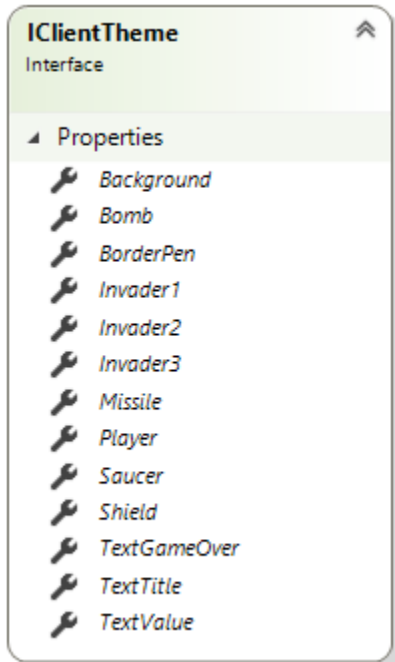 IClientTheme
Interface
Properties
Background
Bomb
BorderPen
Invader1
Invader2
Invader3
Missile
Player
Saucer
Shield
TextGameOver
TextTitle
TextValue